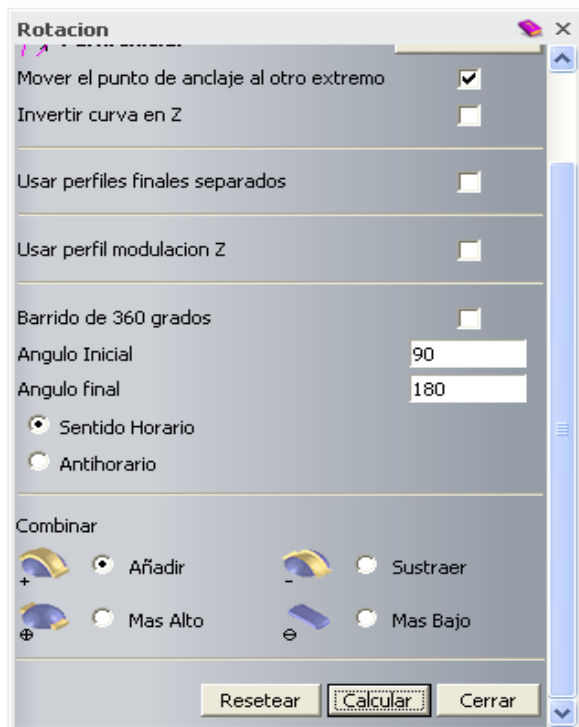 Rotacion
Mover el punto de anclaje al otro extremo
Invertir curva en Z
Usar perfiles finales separados
Usar perfil modulacion Z
Barrido de 360 grados
Angulo Inicial 90
Angulo final 180
Sentido Horario
Antihorario
Combinar
Añadir Sustraer
Mas Alto Mas Bajo
Resetear Calcular Cerrar